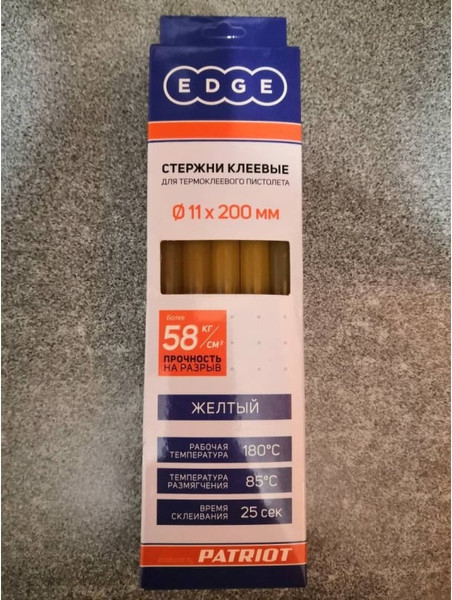 EDGE
СТЕРЖНИ КЛЕЕВЫЕ
ДЛЯ ТЕРМОКЛЕЕВОГО ПИСТОЛЕТА
Ø 11 x 200 мм
более
58 кг/см²
ПРОЧНОСТЬ
НА РАЗРЫВ
ЖЕЛТЫЙ
РАБОЧАЯ
ТЕМПЕРАТУРА
180°C
ТЕМПЕРАТУРА
РАЗМЯГЧЕНИЯ
85°C
ВРЕМЯ
СКЛЕИВАНИЯ
25 сек
PATRIOT